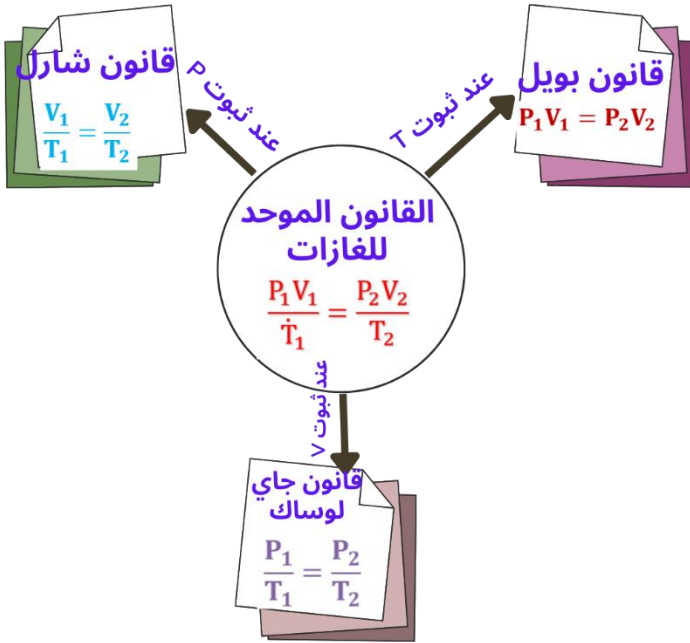 قانون بويل
P₁V₁ = P₂V₂
عند ثبوت T
قانون شارل
V₁/T₁ = V₂/T₂
عند ثبوت P
القانون الموحد
للغازات
P₁V₁/Ṫ₁ = P₂V₂/T₂
عند ثبوت V
قانون جاي
لوساك
P₁/T₁ = P₂/T₂